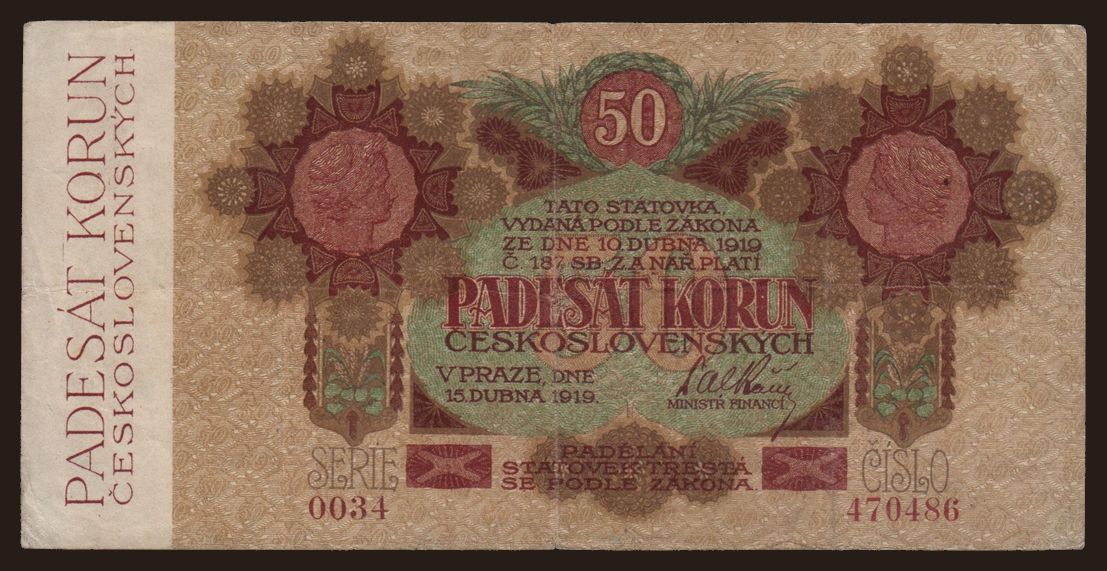 PADESÁT KORUN
ČESKOSLOVENSKÝCH
50
TATO STÁTOVKA,
VYDANÁ PODLE ZÁKONA
ZE DNE 10. DUBNA 1919
Č. 187 SB. Z. A NAŘ. PLATÍ
PADESÁT KORUN
ČESKOSLOVENSKÝCH
V PRAZE, DNE
15. DUBNA 1919.
MINISTR FINANCÍ.
PADĚLÁNÍ
STÁTOVEK TRESTÁ
SE PODLE ZÁKONA.
SERIE
0034
ČÍSLO
470486